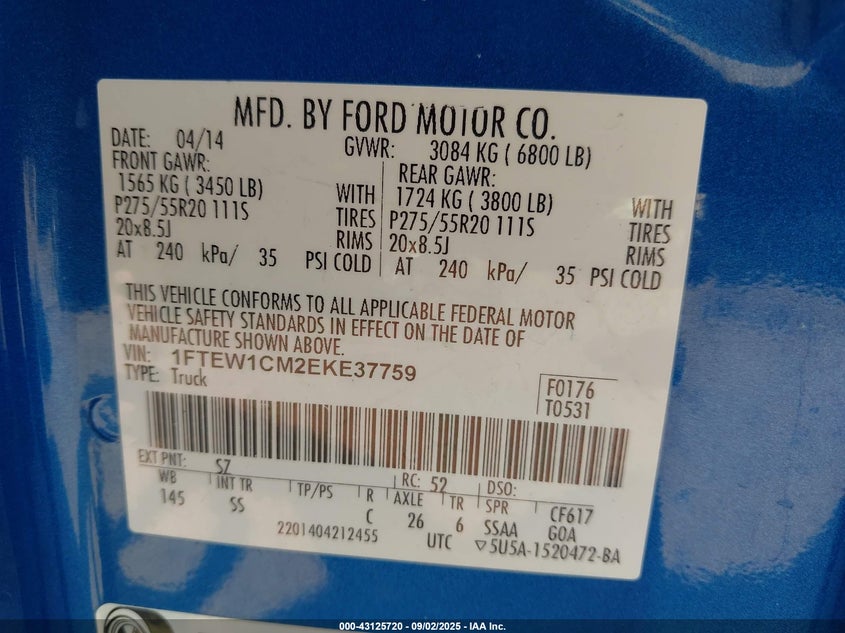 MFD. BY FORD MOTOR CO.
DATE: 04/14 GVWR: 3084 KG ( 6800 LB)
FRONT GAWR: REAR GAWR:
1565 KG ( 3450 LB) WITH 1724 KG ( 3800 LB) WITH
P275/55R20 111S TIRES P275/55R20 111S TIRES
20x8.5J RIMS 20x8.5J RIMS
AT 240 kPa/ 35 PSI COLD AT 240 kPa/ 35 PSI COLD
THIS VEHICLE CONFORMS TO ALL APPLICABLE FEDERAL MOTOR
VEHICLE SAFETY STANDARDS IN EFFECT ON THE DATE OF
MANUFACTURE SHOWN ABOVE.
VIN: 1FTEW1CM2EKE37759
TYPE: Truck
F0176
T0531
EXT PNT: SZ RC: 52 DSO:
WB INT TR TP/PS R AXLE TR SPR CF617
145 SS C 26 6 SSAA GOA
2201404212455 UTC ▽5U5A-1520472-BA
000-43125720 - 09/02/2025 - IAA Inc.